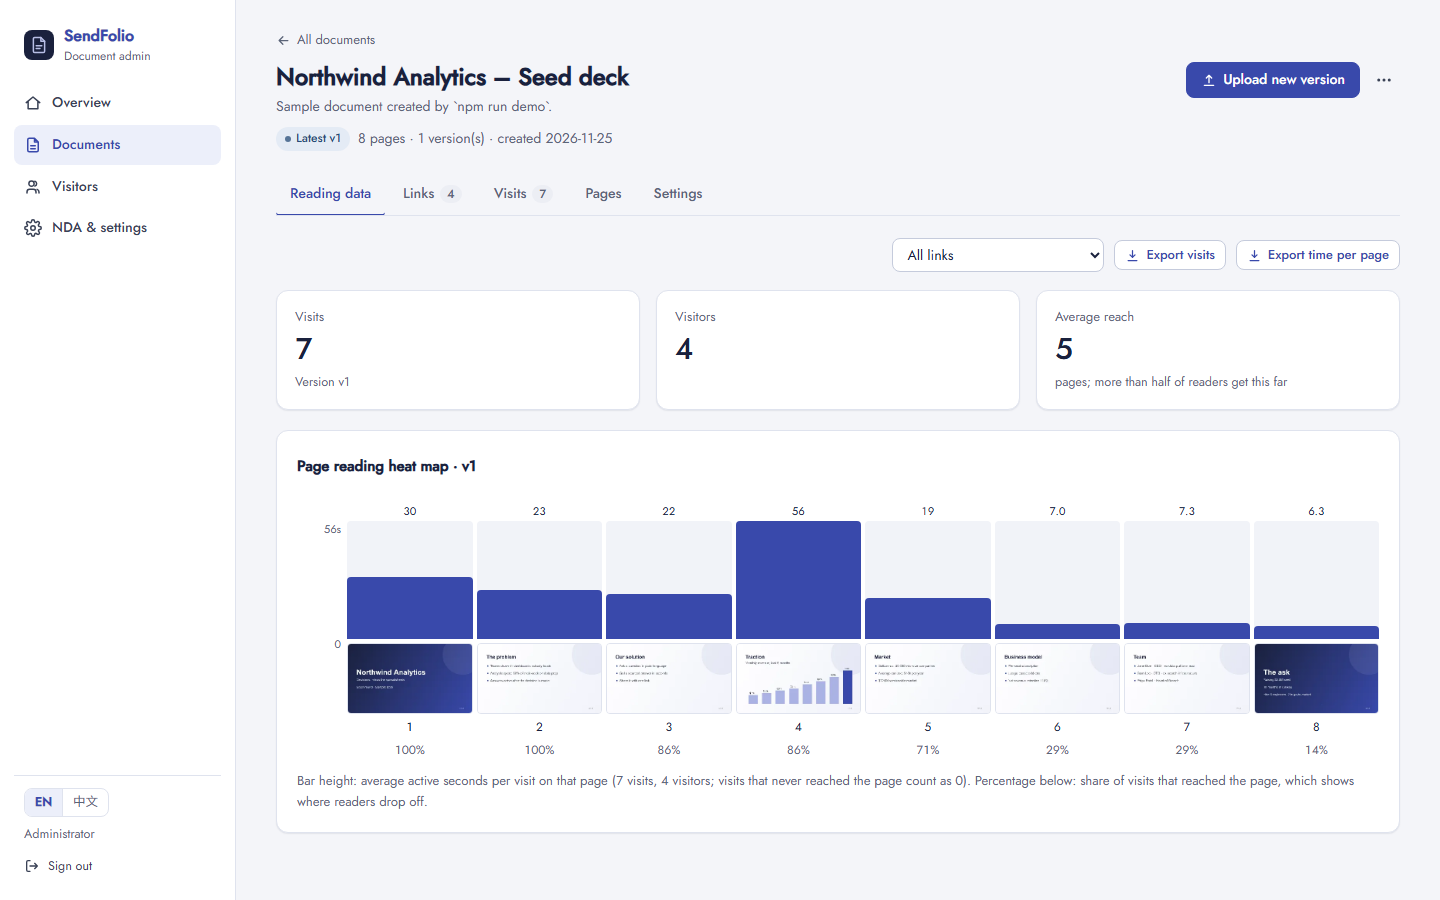 SendFolio
Document admin
Overview
Documents
Visitors
NDA & settings
EN 中文
Administrator
Sign out
All documents
Northwind Analytics — Seed deck
Sample document created by `npm run demo`.
Latest v1 8 pages · 1 version(s) · created 2026-11-25
Upload new version
Reading data Links 4 Visits 7 Pages Settings
All links Export visits Export time per page
Visits
7
Version v1
Visitors
4
Average reach
5
pages; more than half of readers get this far
Page reading heat map · v1
30 23 22 56 19 7.0 7.3 6.3
56s
0
Northwind Analytics
The problem
Our solution
Traction
Market
Business model
Team
The ask
1 2 3 4 5 6 7 8
100% 100% 86% 86% 71% 29% 29% 14%
Bar height: average active seconds per visit on that page (7 visits, 4 visitors; visits that never reached the page count as 0). Percentage below: share of visits that reached the page, which shows
where readers drop off.